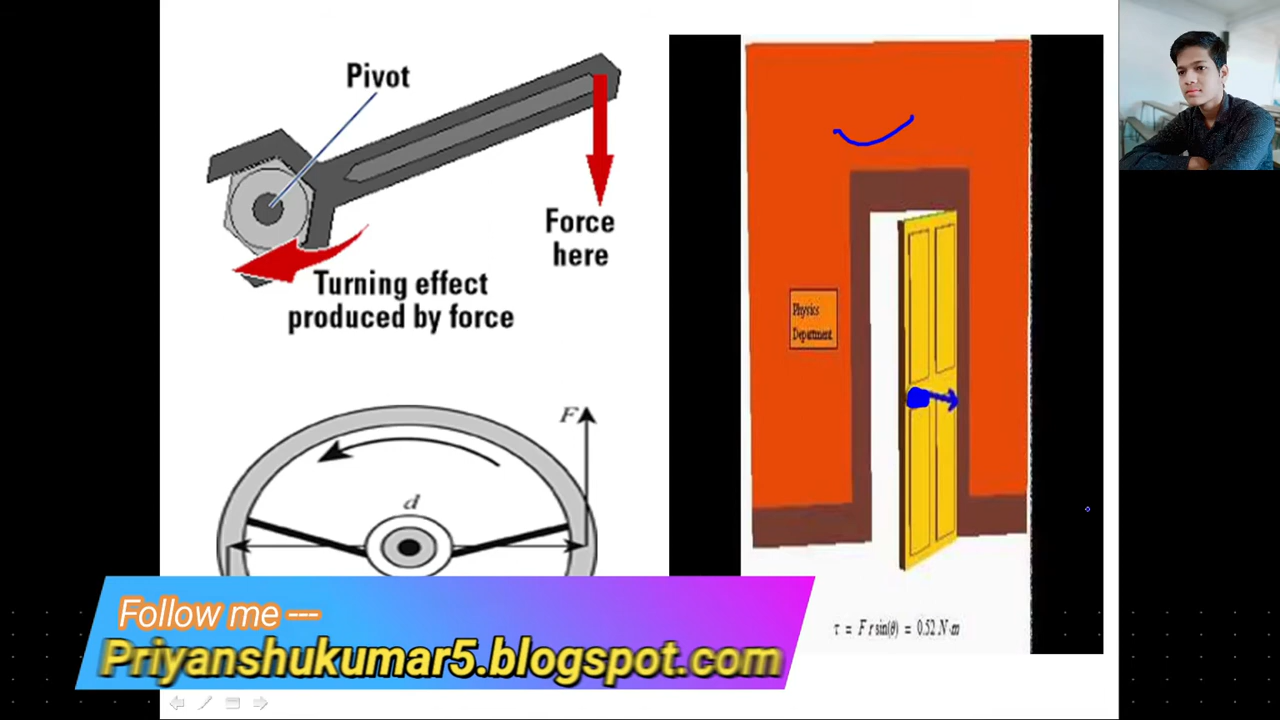 Pivot
Force
here
Turning effect
produced by force
F
d
Physics
Department
τ = F r sin(θ) = 0.52 N·m
Follow me ---
Priyanshukumar5.blogspot.com